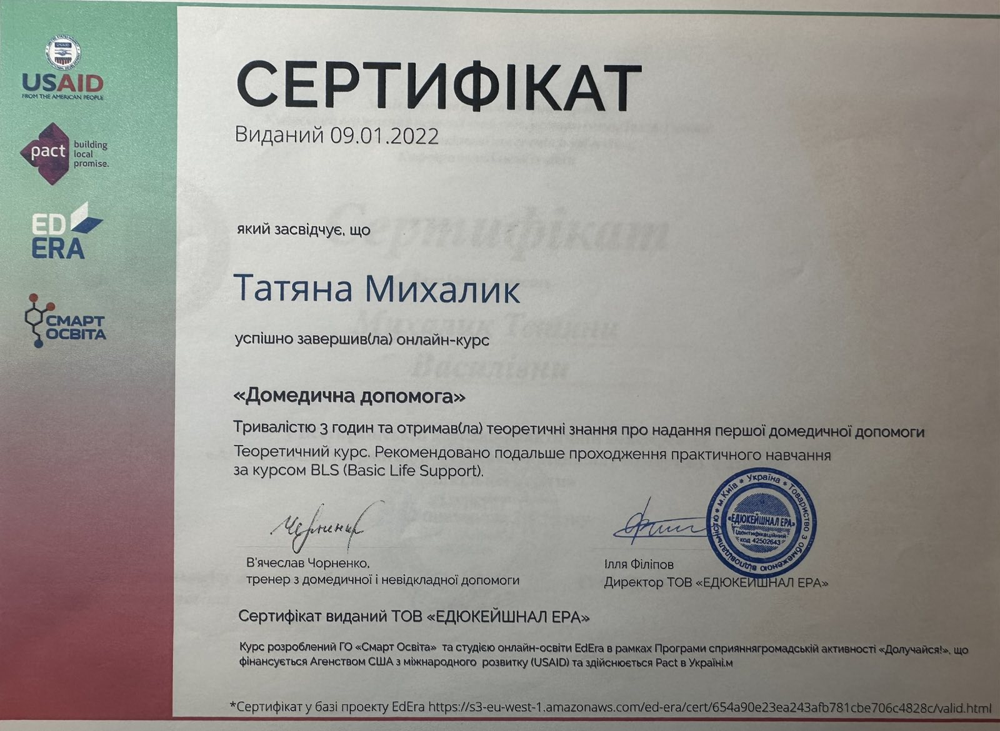 USAID
FROM THE AMERICAN PEOPLE
pact
building
local
promise.
ED
ERA
СМАРТ
ОСВІТА
СЕРТИФІКАТ
Виданий 09.01.2022
який засвідчує, що
Татяна Михалик
успішно завершив(ла) онлайн-курс
«Домедична допомога»
Тривалістю 3 годин та отримав(ла) теоретичні знання про надання першої домедичної допомоги
Теоретичний курс. Рекомендовано подальше проходження практичного навчання
за курсом BLS (Basic Life Support).
В'ячеслав Чорненко,
тренер з домедичної і невідкладної допомоги
Ілля Філіпов
Директор ТОВ «ЕДЮКЕЙШНАЛ ЕРА»
м.Київ * Україна * Товариство з обмеженою відповідальністю *
«ЕДЮКЕЙШНАЛ ЕРА»
Ідентифікаційний
код 42502643
Сертифікат виданий ТОВ «ЕДЮКЕЙШНАЛ ЕРА»
Курс розроблений ГО «Смарт Освіта» та студією онлайн-освіти EdEra в рамках Програми сприяннягромадській активності «Долучайся!», що
фінансується Агенством США з міжнародного розвитку (USAID) та здійснюється Pact в Україні.м
*Сертифікат у базі проекту EdEra https://s3-eu-west-1.amazonaws.com/ed-era/cert/654a90e23ea243afb781cbe706c4828c/valid.html